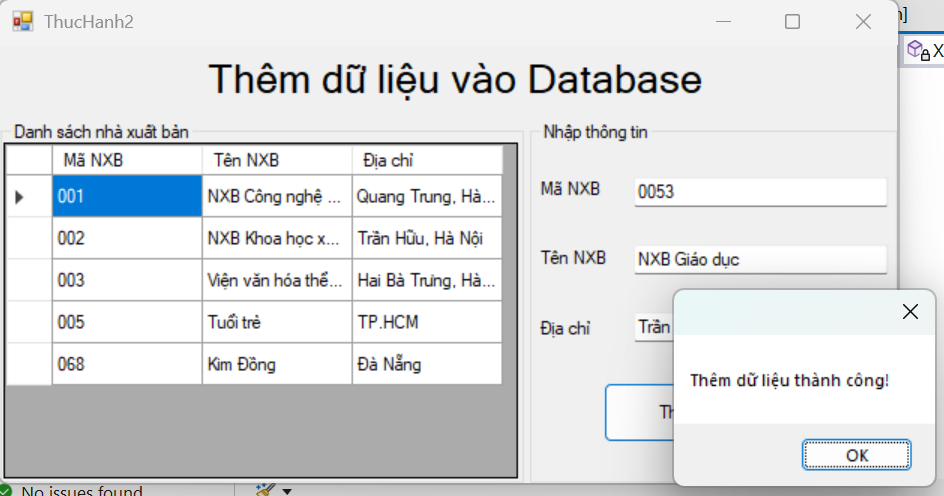 ThucHanh2
Thêm dữ liệu vào Database
Danh sách nhà xuất bản
Mã NXB Tên NXB Địa chỉ
001 NXB Công nghệ ... Quang Trung, Hà...
002 NXB Khoa học x... Trần Hữu, Hà Nội
003 Viện văn hóa thể... Hai Bà Trưng, Hà...
005 Tuổi trẻ TP.HCM
068 Kim Đồng Đà Nẵng
Nhập thông tin
Mã NXB 0053
Tên NXB NXB Giáo dục
Địa chỉ Trần
Thêm dữ liệu thành công!
OK
No issues found